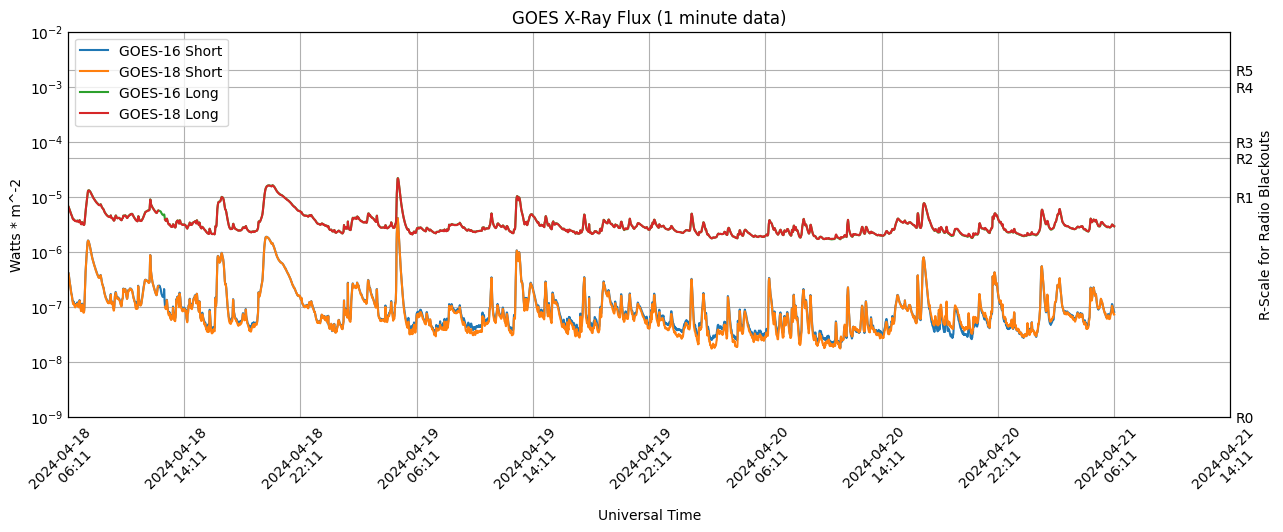 GOES X-Ray Flux (1 minute data)
GOES-16 Short
GOES-18 Short
GOES-16 Long
GOES-18 Long
10^-2
10^-3
10^-4
10^-5
10^-6
10^-7
10^-8
10^-9
Watts * m^-2
R5
R4
R3
R2
R1
R0
R-Scale for Radio Blackouts
2024-04-18
06:11
2024-04-18
14:11
2024-04-18
22:11
2024-04-19
06:11
2024-04-19
14:11
2024-04-19
22:11
2024-04-20
06:11
2024-04-20
14:11
2024-04-20
22:11
2024-04-21
06:11
2024-04-21
14:11
Universal Time